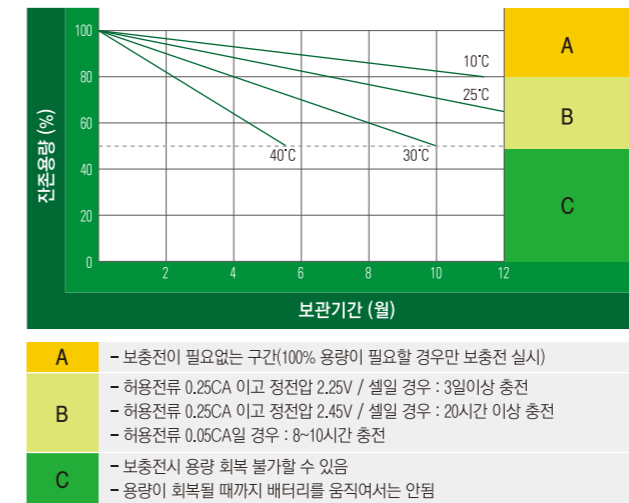 100
80
60
40
20
0
잔존용량 (%)
10℃
25℃
30℃
40℃
A
B
C
2
4
6
8
10
12
보관기간 (월)
A
– 보충전이 필요없는 구간(100% 용량이 필요할 경우만 보충전 실시)
B
– 허용전류 0.25CA 이고 정전압 2.25V / 셀일 경우 : 3일이상 충전
– 허용전류 0.25CA 이고 정전압 2.45V / 셀일 경우 : 20시간 이상 충전
– 허용전류 0.05CA일 경우 : 8~10시간 충전
C
– 보충전시 용량 회복 불가할 수 있음
– 용량이 회복될 때까지 배터리를 움직여서는 안됨